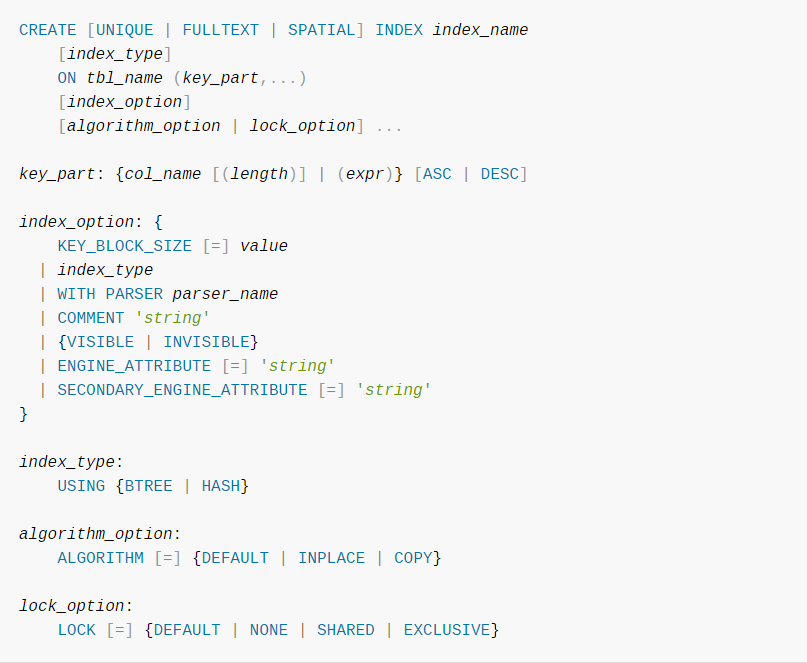 CREATE [UNIQUE | FULLTEXT | SPATIAL] INDEX index_name
    [index_type]
    ON tbl_name (key_part,...)
    [index_option]
    [algorithm_option | lock_option] ...

key_part: {col_name [(length)] | (expr)} [ASC | DESC]

index_option: {
    KEY_BLOCK_SIZE [=] value
  | index_type
  | WITH PARSER parser_name
  | COMMENT 'string'
  | {VISIBLE | INVISIBLE}
  | ENGINE_ATTRIBUTE [=] 'string'
  | SECONDARY_ENGINE_ATTRIBUTE [=] 'string'
}

index_type:
    USING {BTREE | HASH}

algorithm_option:
    ALGORITHM [=] {DEFAULT | INPLACE | COPY}

lock_option:
    LOCK [=] {DEFAULT | NONE | SHARED | EXCLUSIVE}